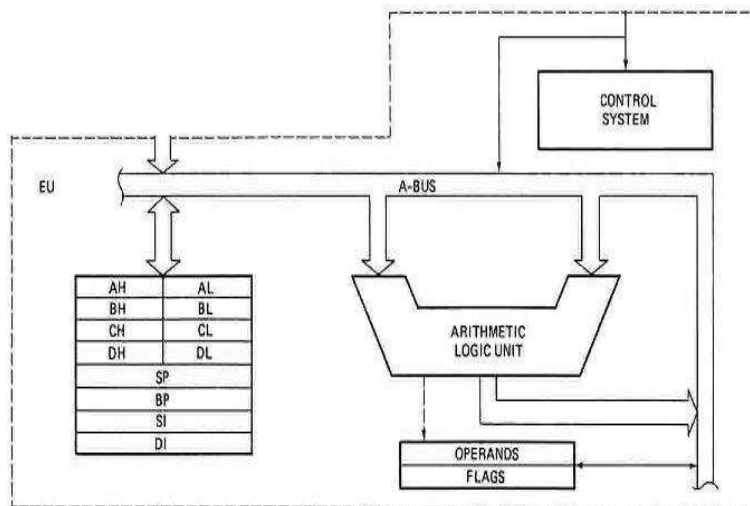 CONTROL
SYSTEM
EU
A-BUS
AH AL
BH BL
CH CL
DH DL
SP
BP
SI
DI
ARITHMETIC
LOGIC UNIT
OPERANDS
FLAGS